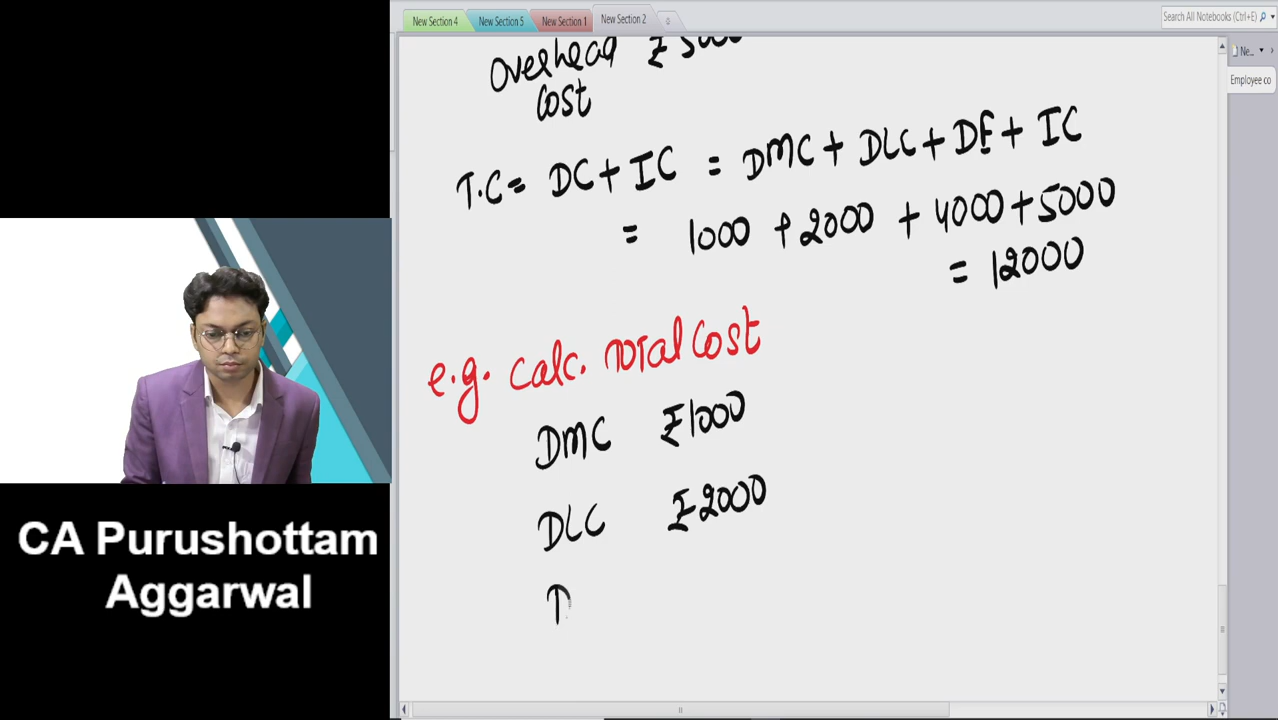 New Section 4 New Section 5 New Section 1 New Section 2
Search All Notebooks (Ctrl+E)
Ne...
Employee co
Overhead ₹5000
Cost
T.C = DC + IC = DMC + DLC + DE + IC
= 1000 + 2000 + 4000 + 5000
= 12000
e.g. Calc. Total Cost
DMC ₹1000
DLC ₹2000
CA Purushottam
Aggarwal